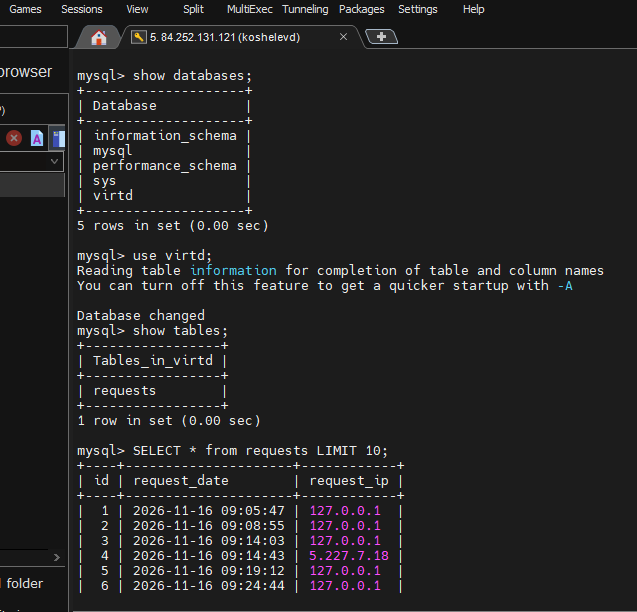 Games Sessions View Split MultiExec Tunneling Packages Settings Help
5. 84.252.131.121 (koshelevd)
browser
mysql> show databases;
+--------------------+
| Database           |
+--------------------+
| information_schema |
| mysql              |
| performance_schema |
| sys                |
| virtd              |
+--------------------+
5 rows in set (0.00 sec)
mysql> use virtd;
Reading table information for completion of table and column names
You can turn off this feature to get a quicker startup with -A
Database changed
mysql> show tables;
+-----------------+
| Tables_in_virtd |
+-----------------+
| requests        |
+-----------------+
1 row in set (0.00 sec)
mysql> SELECT * from requests LIMIT 10;
+----+---------------------+------------+
| id | request_date        | request_ip |
+----+---------------------+------------+
|  1 | 2026-11-16 09:05:47 | 127.0.0.1  |
|  2 | 2026-11-16 09:08:55 | 127.0.0.1  |
|  3 | 2026-11-16 09:14:03 | 127.0.0.1  |
|  4 | 2026-11-16 09:14:43 | 5.227.7.18 |
|  5 | 2026-11-16 09:19:12 | 127.0.0.1  |
|  6 | 2026-11-16 09:24:44 | 127.0.0.1  |
folder